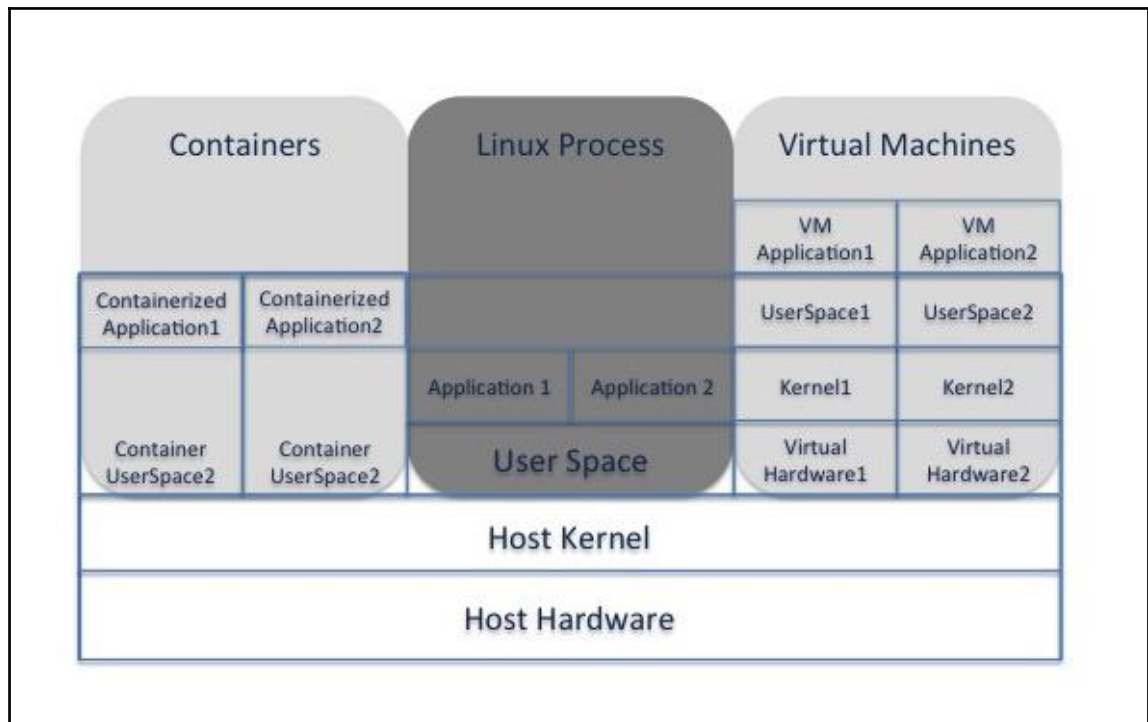 Containers
Linux Process
Virtual Machines
VM
Application1
VM
Application2
Containerized
Application1
Containerized
Application2
UserSpace1
UserSpace2
Application 1
Application 2
Kernel1
Kernel2
Container
UserSpace2
Container
UserSpace2
User Space
Virtual
Hardware1
Virtual
Hardware2
Host Kernel
Host Hardware